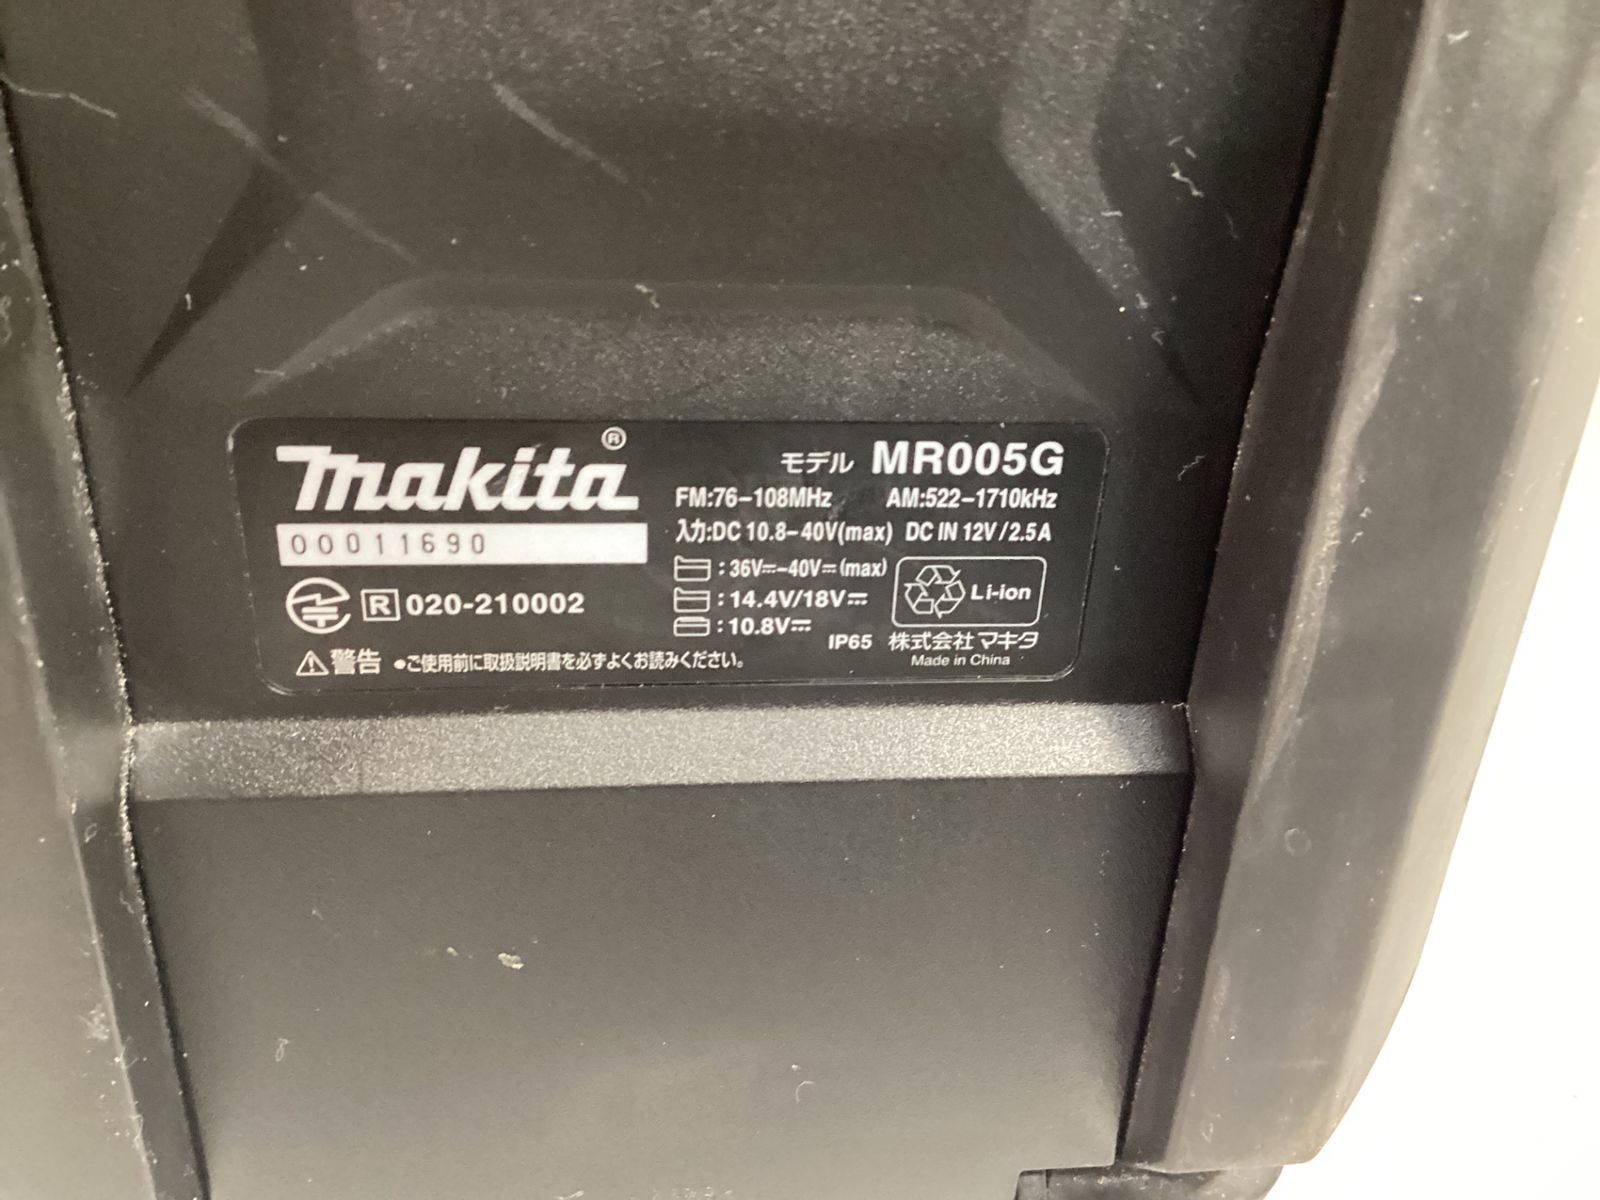 makita®
モデル MR005G
FM:76-108MHz AM:522-1710kHz
00011690
入力:DC 10.8-40V(max) DC IN 12V/2.5A
:36V⎓-40V⎓(max)
:14.4V/18V⎓
Li-ion
R 020-210002
:10.8V⎓
IP65 株式会社マキタ
⚠警告 ●ご使用前に取扱説明書を必ずよくお読みください。
Made in China